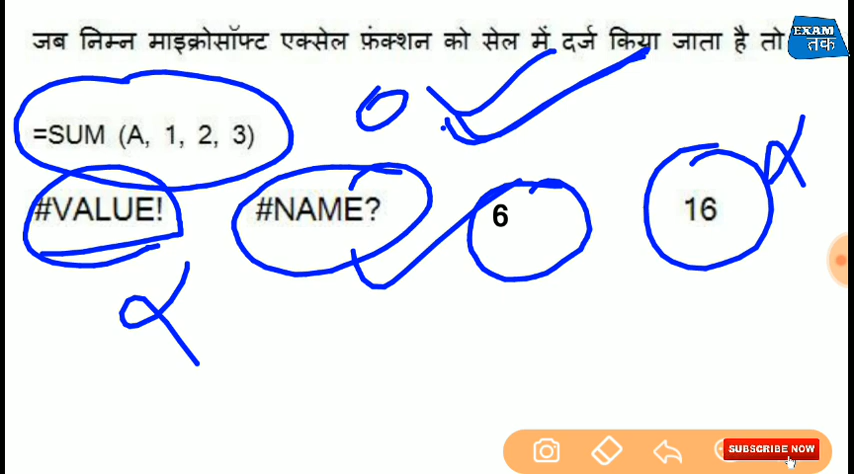 जब निम्न माइक्रोसॉफ्ट एक्सेल फ़ंक्शन को सेल में दर्ज किया जाता है तो
EXAM
तक
=SUM (A, 1, 2, 3)
#VALUE! #NAME? 6 16
SUBSCRIBE NOW